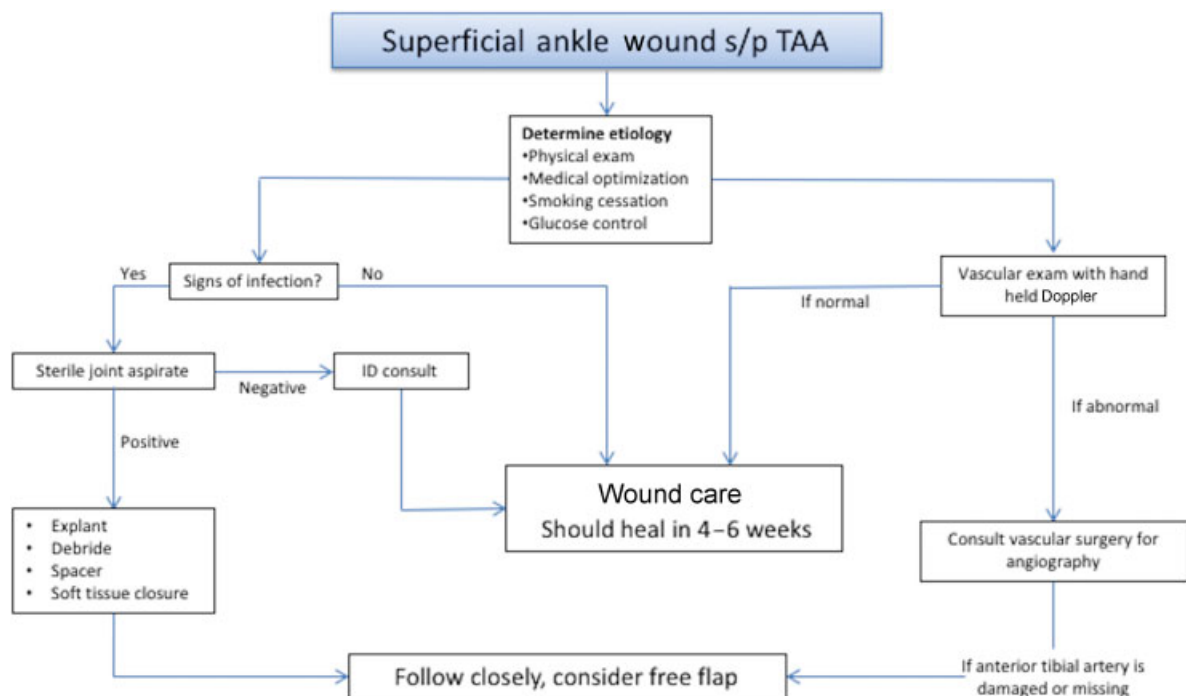 Superficial ankle wound s/p TAA
Determine etiology
•Physical exam
•Medical optimization
•Smoking cessation
•Glucose control
Yes
Signs of infection?
No
Vascular exam with hand
held Doppler
If normal
Sterile joint aspirate
Negative
ID consult
If abnormal
Positive
Wound care
Should heal in 4–6 weeks
• Explant
• Debride
• Spacer
• Soft tissue closure
Consult vascular surgery for
angiography
Follow closely, consider free flap
If anterior tibial artery is
damaged or missing